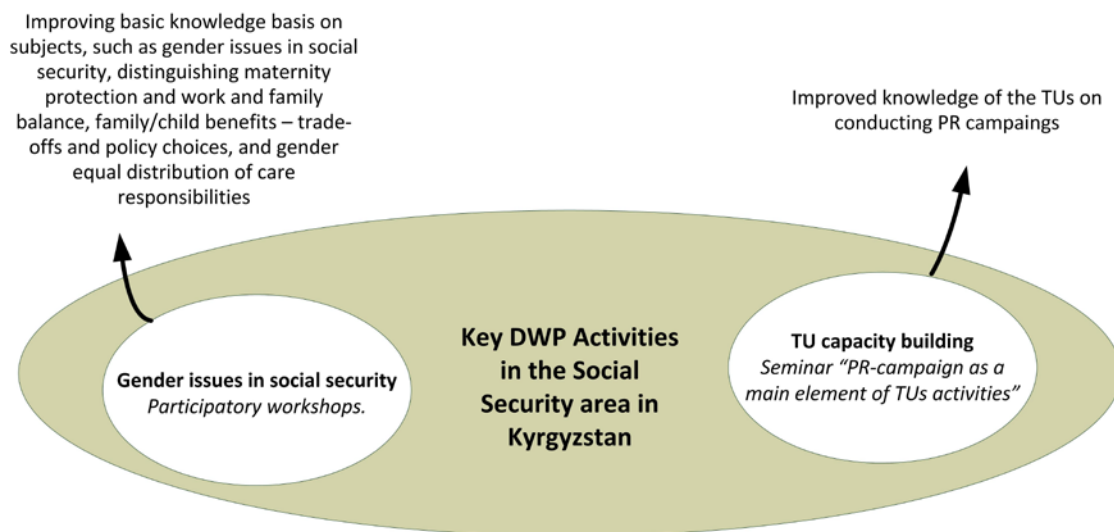 Improving basic knowledge basis on
subjects, such as gender issues in social
security, distinguishing maternity
protection and work and family
balance, family/child benefits – trade-
offs and policy choices, and gender
equal distribution of care
responsibilities
Improved knowledge of the TUs on
conducting PR campaings
Gender issues in social security
Participatory workshops.
Key DWP Activities
in the Social
Security area in
Kyrgyzstan
TU capacity building
Seminar “PR-campaign as a
main element of TUs activities”